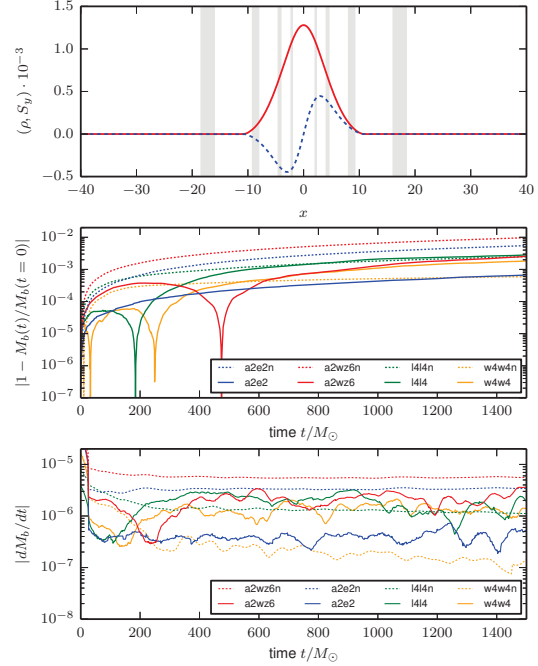 1.5
1.0
0.5
0.0
−0.5
(ρ, S_y) · 10^{−3}
−40 −30 −20 −10 0 10 20 30 40
x
10^{−2}
10^{−3}
10^{−4}
10^{−5}
10^{−6}
10^{−7}
|1 − M_b(t)/M_b(t = 0)|
a2e2n a2wz6n l4l4n w4w4n
a2e2 a2wz6 l4l4 w4w4
0 200 400 600 800 1000 1200 1400
time t/M_⊙
10^{−5}
10^{−6}
10^{−7}
10^{−8}
|dM_b/dt|
a2wz6n a2e2n l4l4n w4w4n
a2wz6 a2e2 l4l4 w4w4
0 200 400 600 800 1000 1200 1400
time t/M_⊙